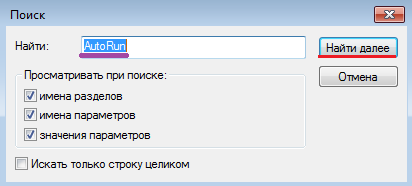 Поиск
Найти: AutoRun Найти далее
Просматривать при поиске: Отмена
имена разделов
имена параметров
значения параметров
Искать только строку целиком